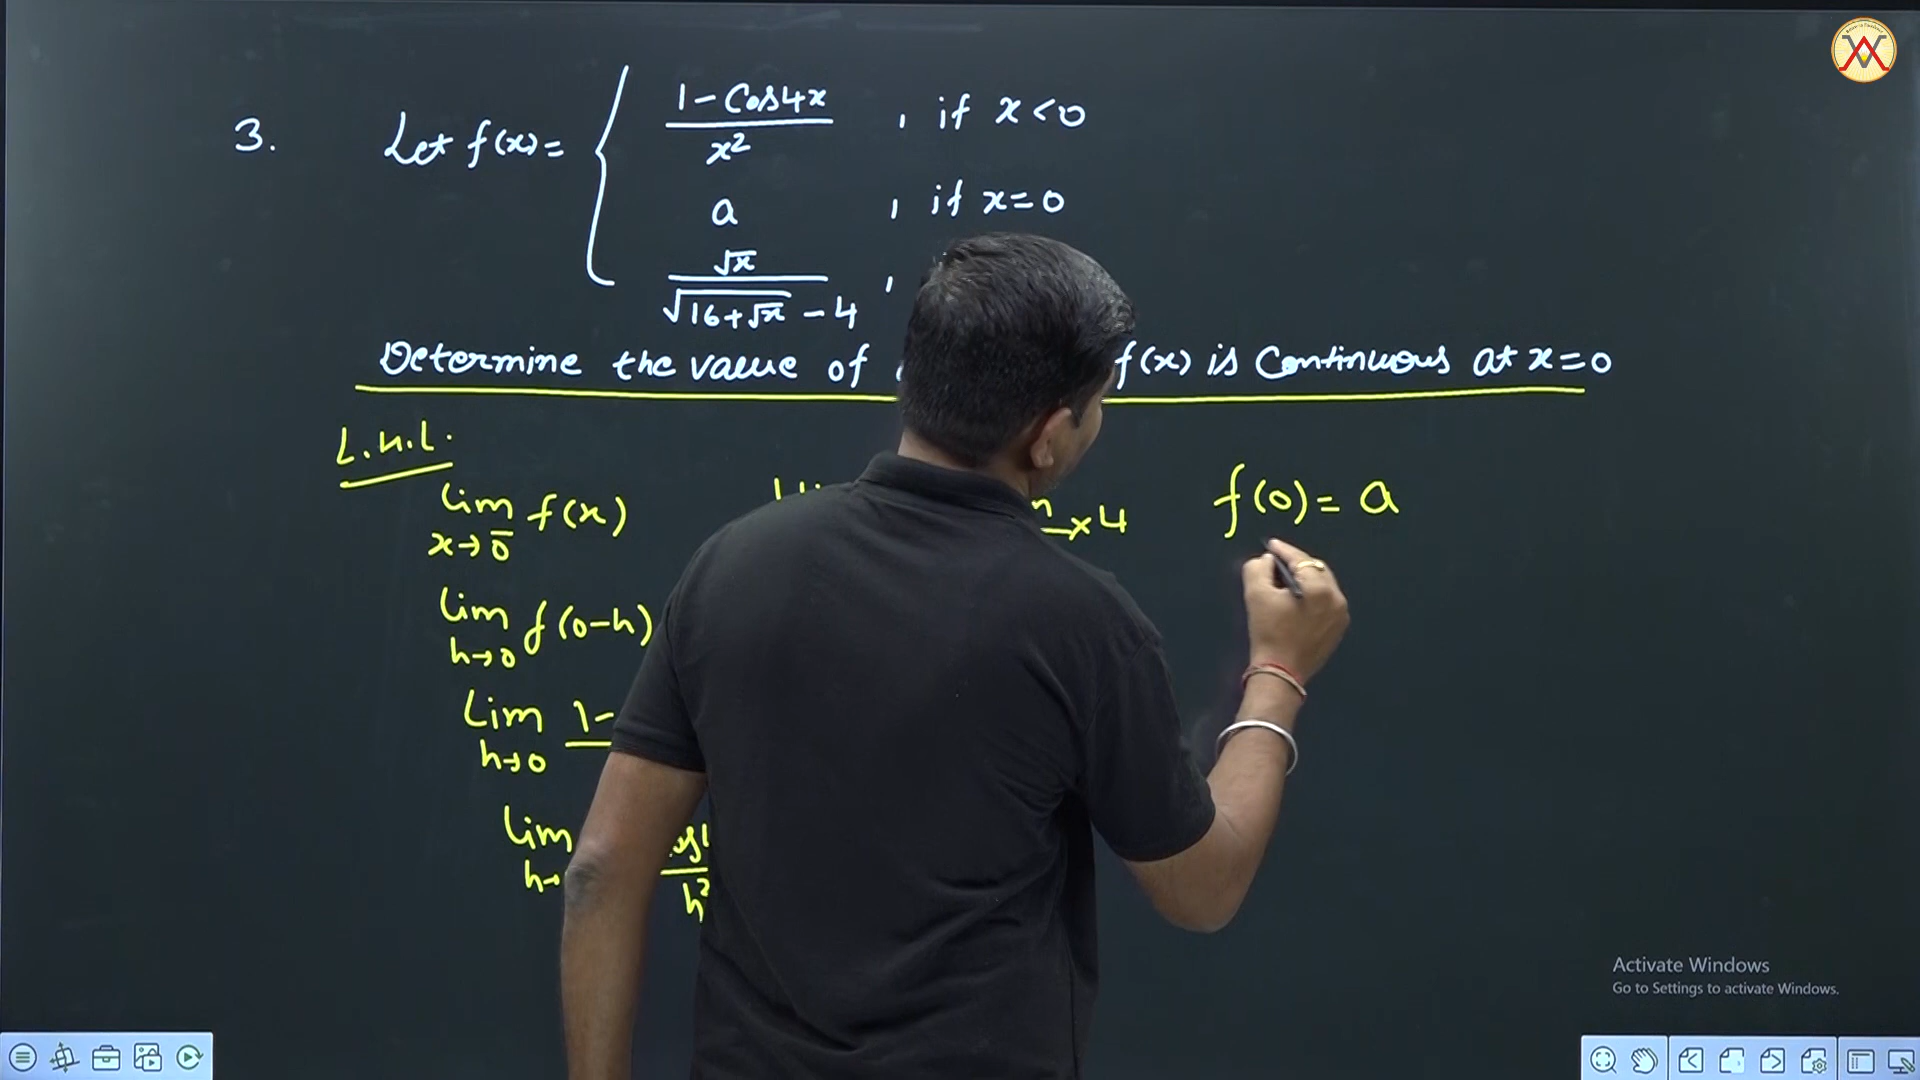 3. Let f(x)= { 1-Cos4x / x² , if x<0
a , if x=0
√x / √16+√x - 4 ,
Determine the value of f(x) is Continuous at x=0
L.H.L.
Lim x→0⁻ f(x)
×4
f(0)= a
Lim h→0 f(0-h)
Lim h→0 1-
Lim h→
h²
Activate Windows
Go to Settings to activate Windows.